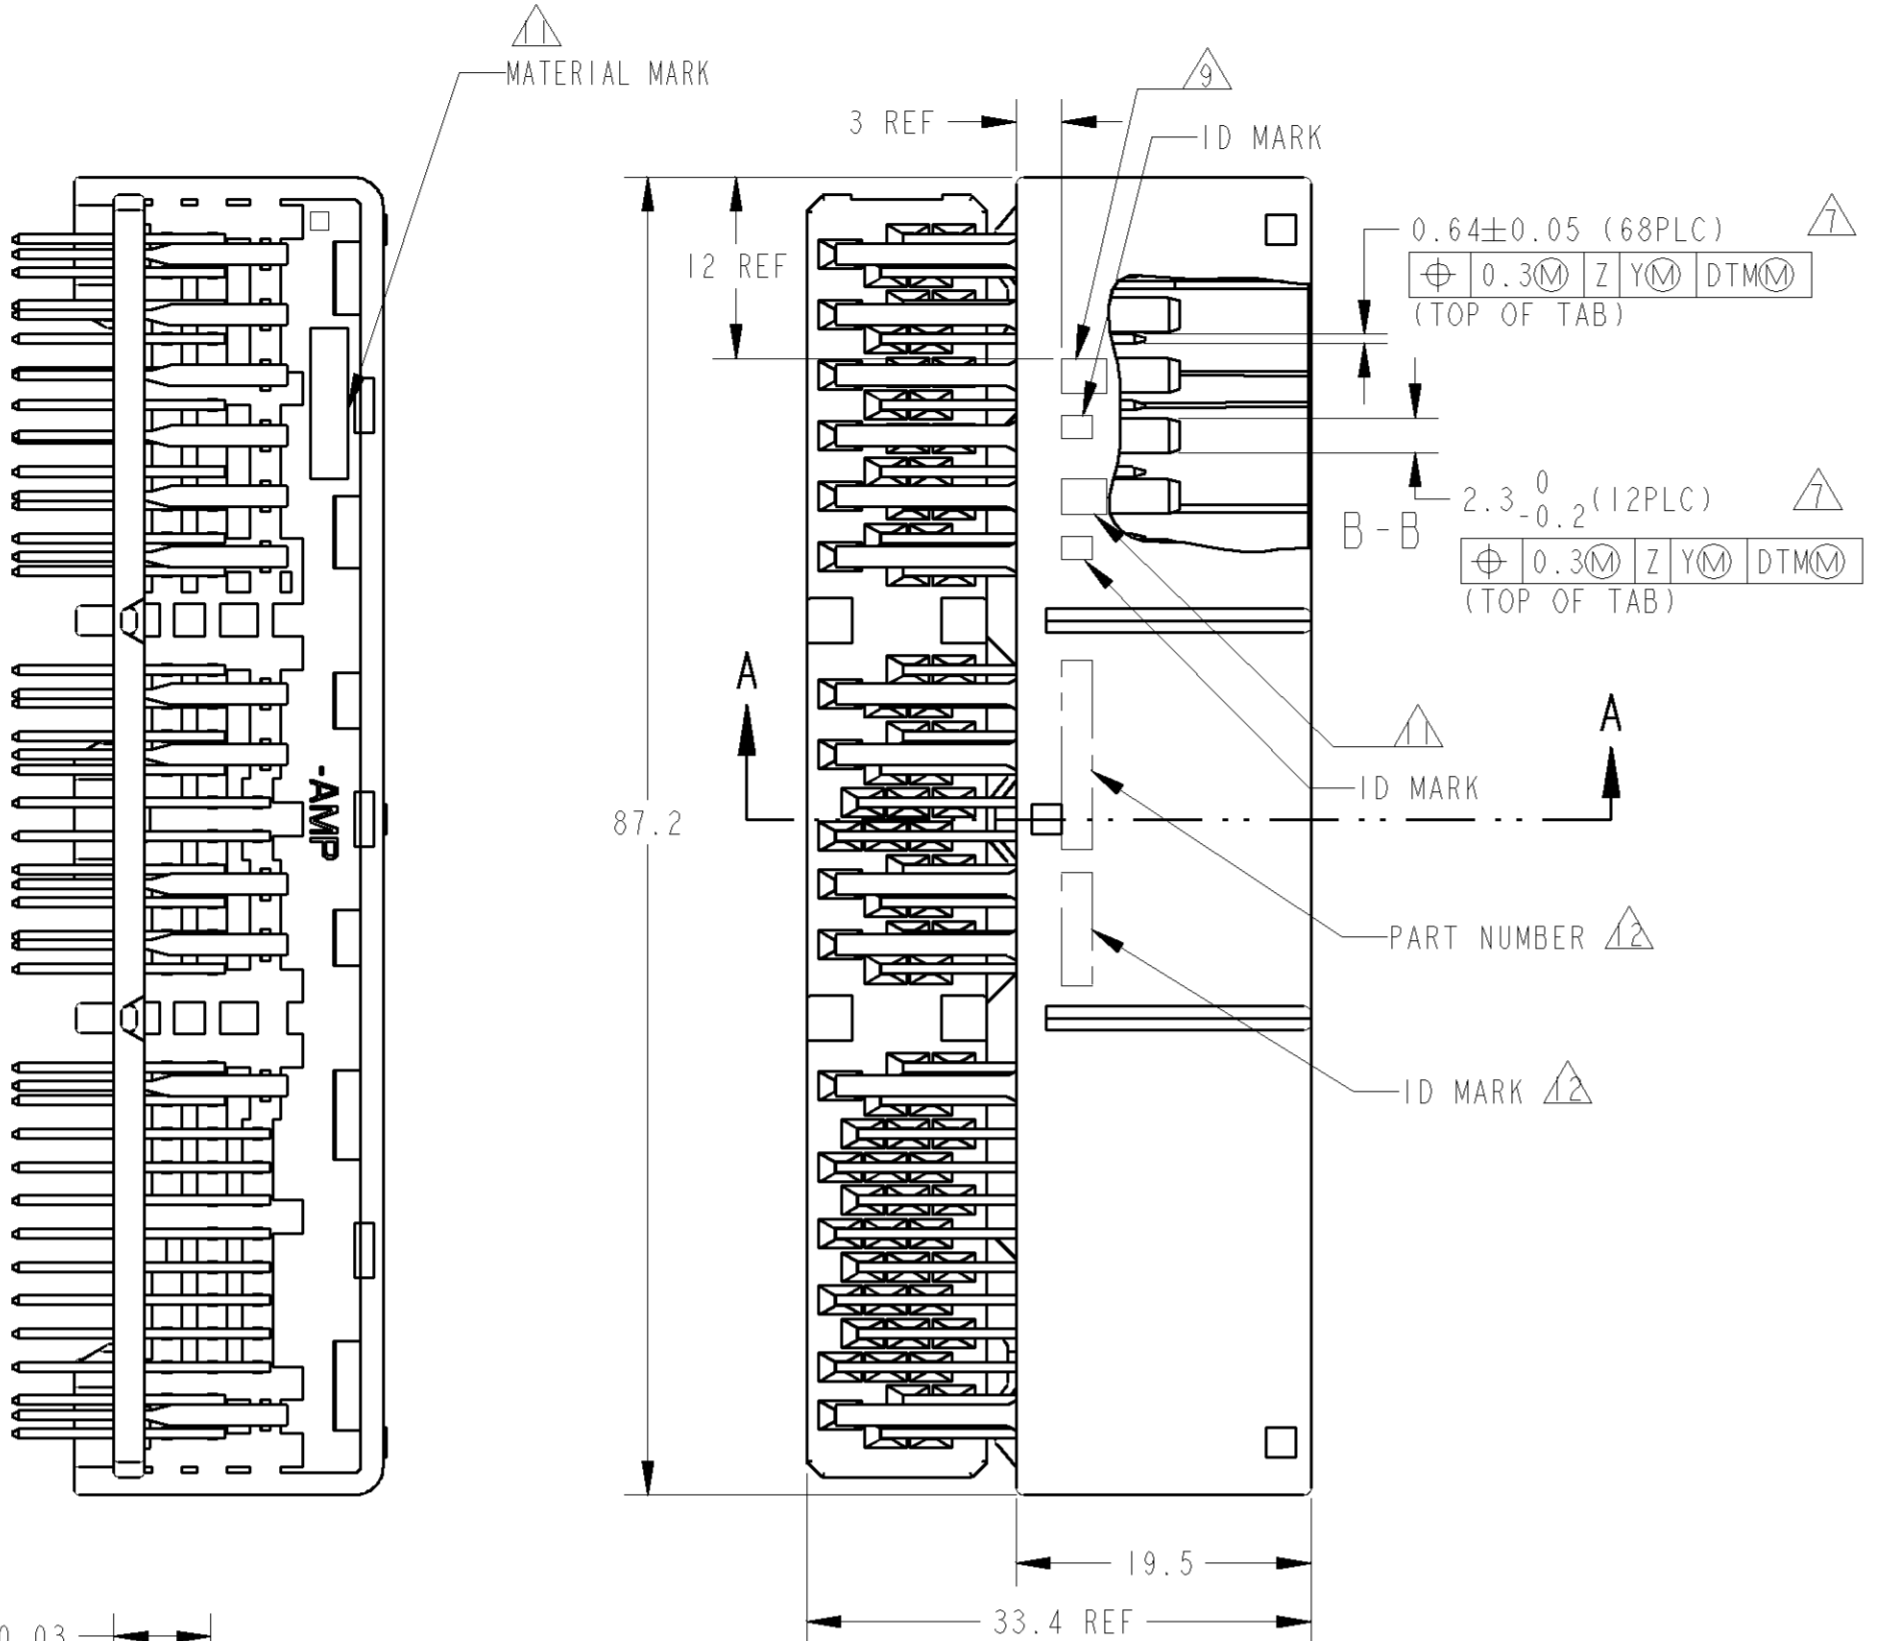 11
MATERIAL MARK
9
3 REF
ID MARK
12 REF
0.64±0.05 (68PLC) 7
⌖ 0.3Ⓜ Z YⓂ DTMⓂ
(TOP OF TAB)
2.3 0 -0.2 (12PLC) 7
B-B
⌖ 0.3Ⓜ Z YⓂ DTMⓂ
(TOP OF TAB)
A
A
11
ID MARK
-AMP
87.2
PART NUMBER 12
ID MARK 12
19.5
33.4 REF
0.03